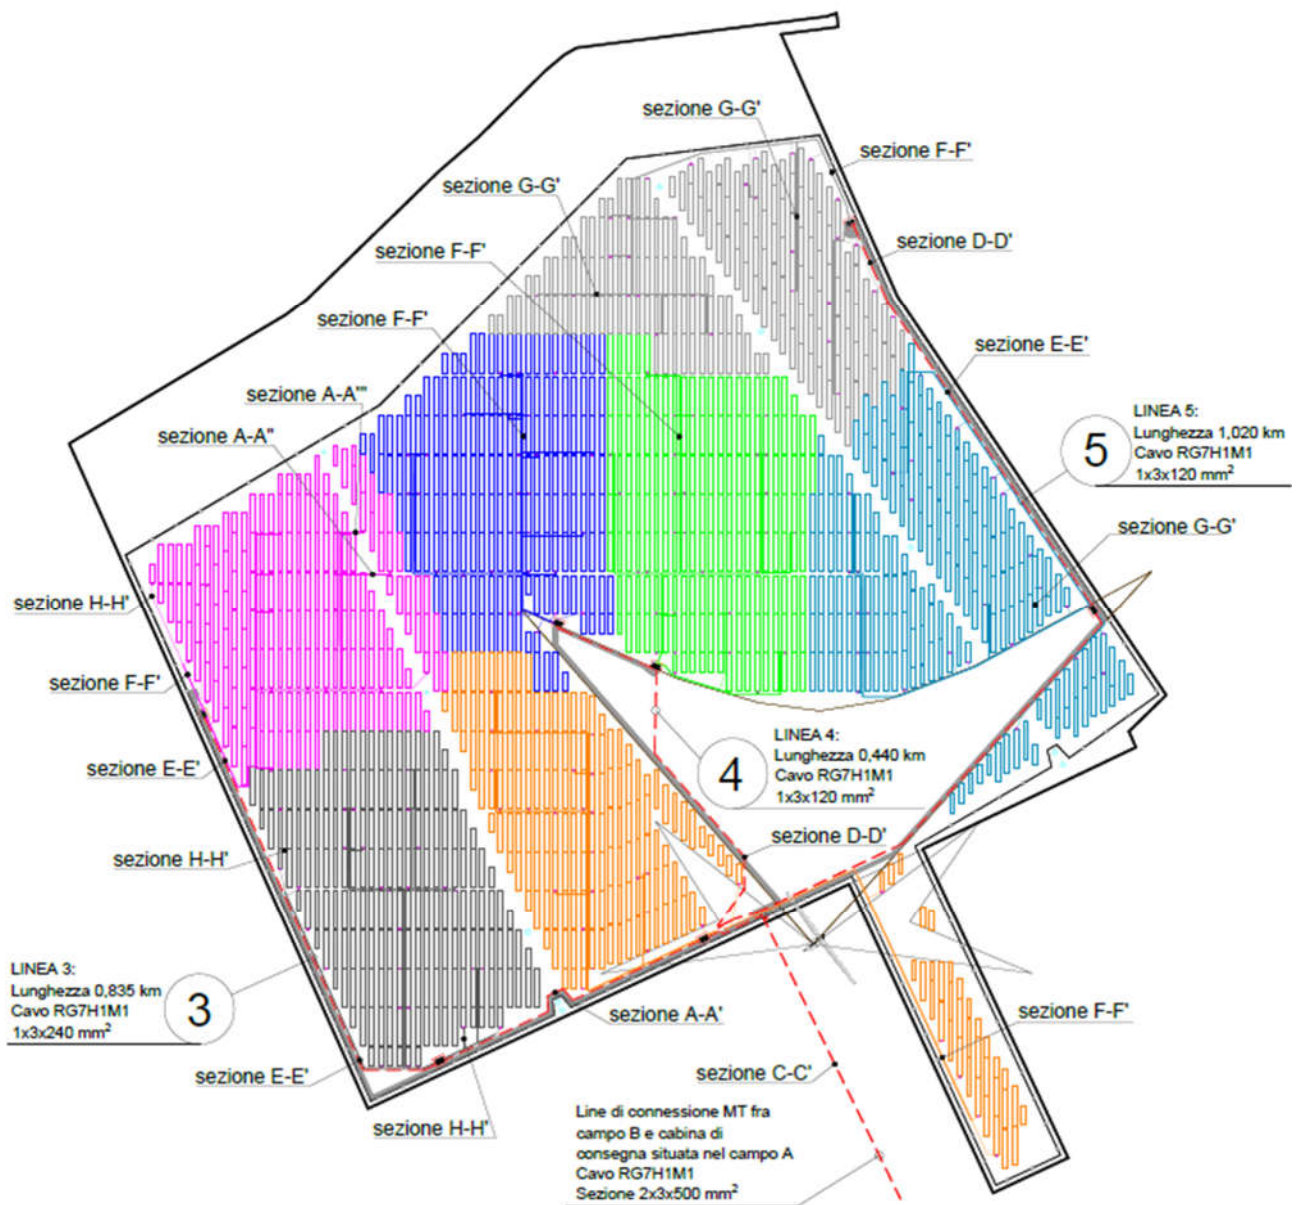 sezione G-G'
sezione F-F'
sezione G-G'
sezione D-D'
sezione F-F'
sezione F-F'
sezione E-E'
sezione A-A'''
LINEA 5:
Lunghezza 1,020 km
Cavo RG7H1M1
1x3x120 mm²
5
sezione A-A''
sezione G-G'
sezione H-H'
sezione F-F'
LINEA 4:
Lunghezza 0,440 km
Cavo RG7H1M1
1x3x120 mm²
4
sezione E-E'
sezione D-D'
sezione H-H'
LINEA 3:
Lunghezza 0,835 km
Cavo RG7H1M1
1x3x240 mm²
3
sezione A-A'
sezione F-F'
sezione E-E'
sezione C-C'
sezione H-H'
Line di connessione MT fra
campo B e cabina di
consegna situata nel campo A
Cavo RG7H1M1
Sezione 2x3x500 mm²